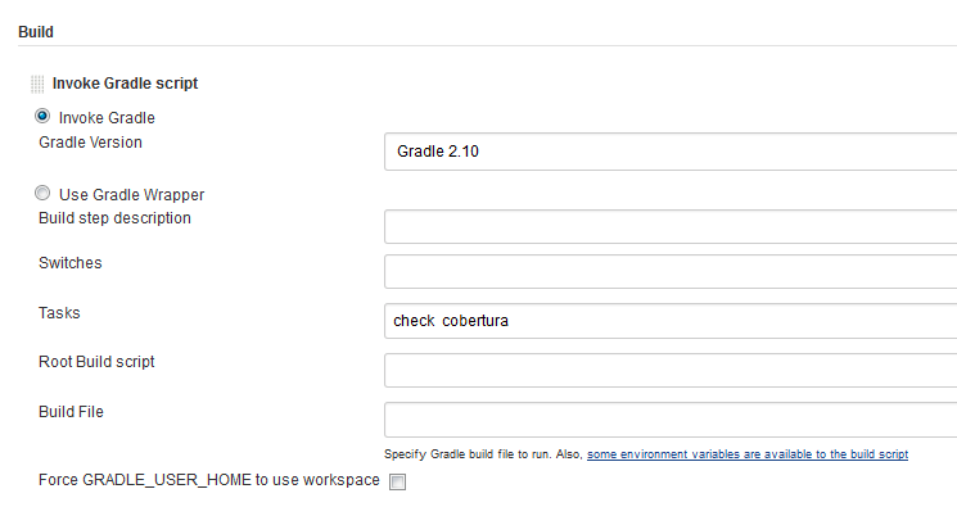 Build
Invoke Gradle script
Invoke Gradle
Gradle Version
Gradle 2.10
Use Gradle Wrapper
Build step description
Switches
Tasks
check cobertura
Root Build script
Build File
Specify Gradle build file to run. Also, some environment variables are available to the build script
Force GRADLE_USER_HOME to use workspace